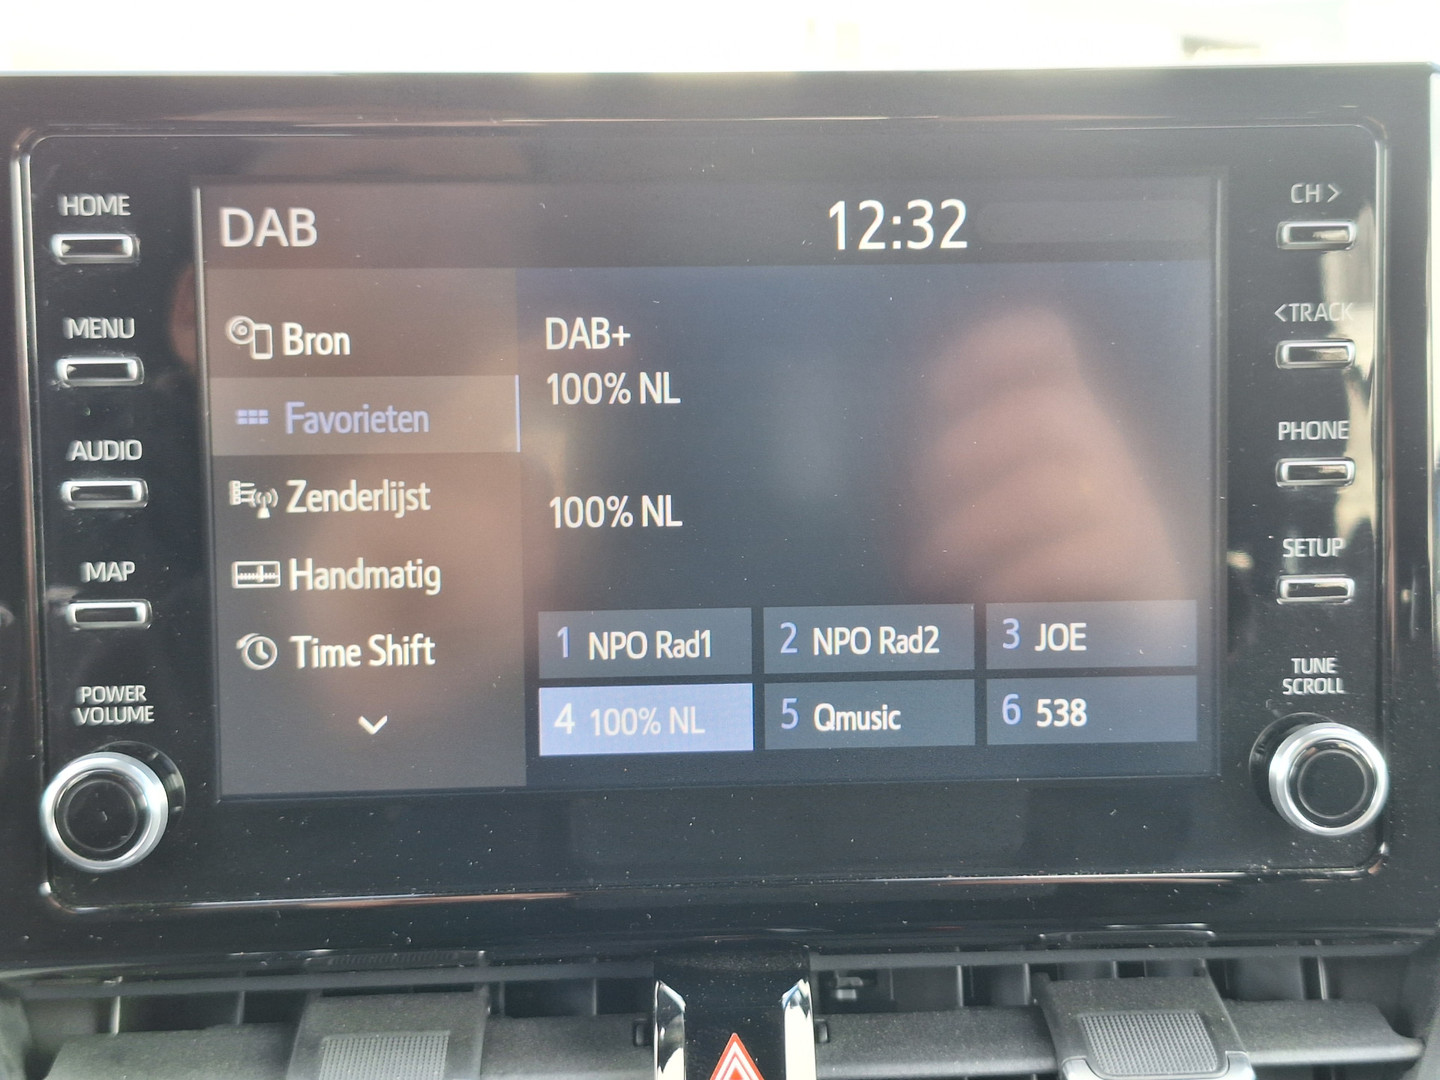 HOME
MENU
AUDIO
MAP
POWER
VOLUME
DAB
12:32
Bron
Favorieten
Zenderlijst
Handmatig
Time Shift
DAB+
100% NL
100% NL
1 NPO Rad1
2 NPO Rad2
3 JOE
4 100% NL
5 Qmusic
6 538
CH >
<TRACK
PHONE
SETUP
TUNE
SCROLL